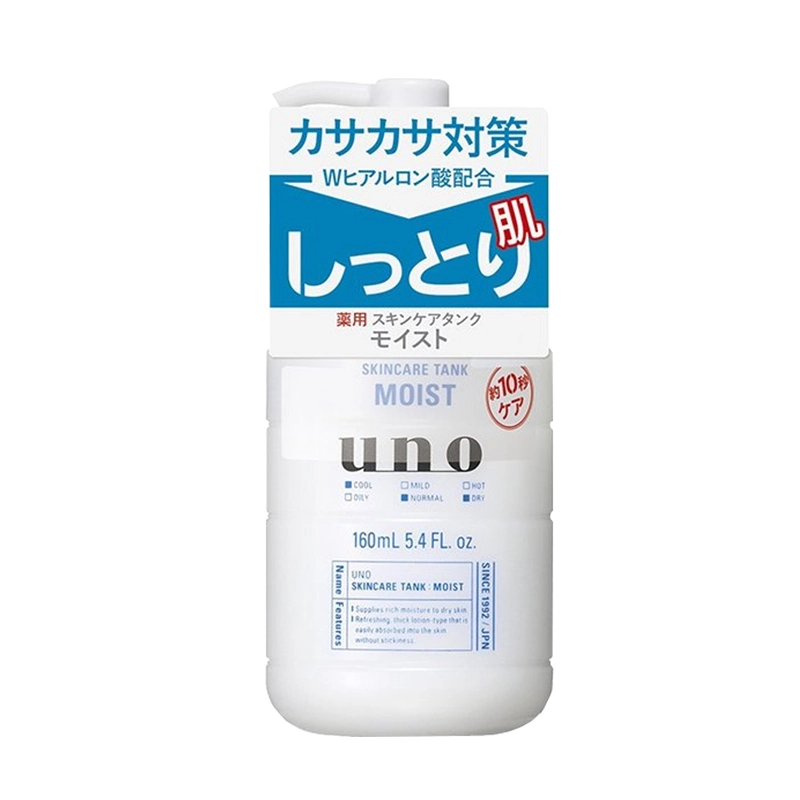 カサカサ対策
Wヒアルロン酸配合
しっとり肌
薬用 スキンケアタンク
モイスト
SKINCARE TANK
MOIST
約10秒
ケア
uno
COOL MILD HOT
OILY NORMAL DRY
160mL 5.4 FL. oz.
Name Features
UNO
SKINCARE TANK : MOIST
Supplies rich moisture to dry skin.
Refreshing, thick lotion-type that is
easily absorbed into the skin
without stickiness.
SINCE 1992 / JPN